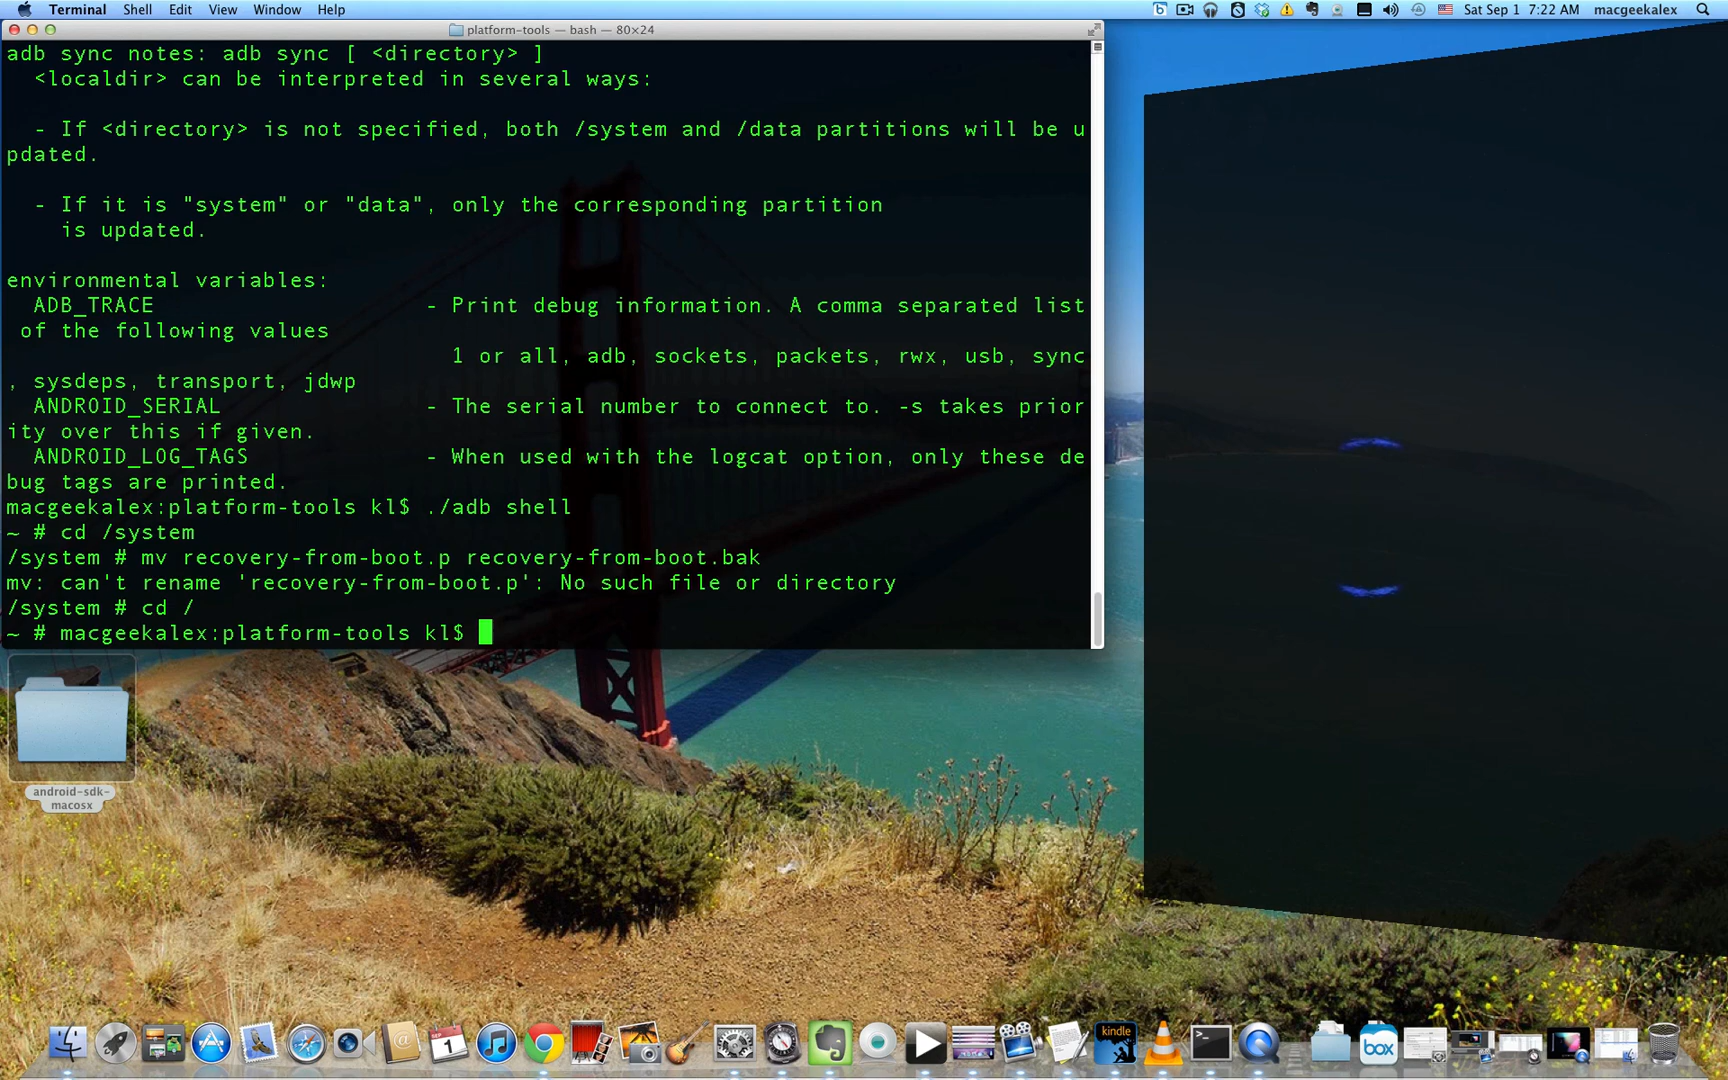 Terminal Shell Edit View Window Help Sat Sep 1 7:22 AM macgeekalex
platform-tools — bash — 80×24
adb sync notes: adb sync [ <directory> ]
  <localdir> can be interpreted in several ways:
  - If <directory> is not specified, both /system and /data partitions will be u
pdated.
  - If it is "system" or "data", only the corresponding partition
    is updated.
environmental variables:
  ADB_TRACE                    - Print debug information. A comma separated list
 of the following values
                                 1 or all, adb, sockets, packets, rwx, usb, sync
, sysdeps, transport, jdwp
  ANDROID_SERIAL               - The serial number to connect to. -s takes prior
ity over this if given.
  ANDROID_LOG_TAGS             - When used with the logcat option, only these de
bug tags are printed.
macgeekalex:platform-tools kl$ ./adb shell
~ # cd /system
/system # mv recovery-from-boot.p recovery-from-boot.bak
mv: can't rename 'recovery-from-boot.p': No such file or directory
/system # cd /
~ # macgeekalex:platform-tools kl$
android-sdk-
macosx
SEP
1
kindle
box